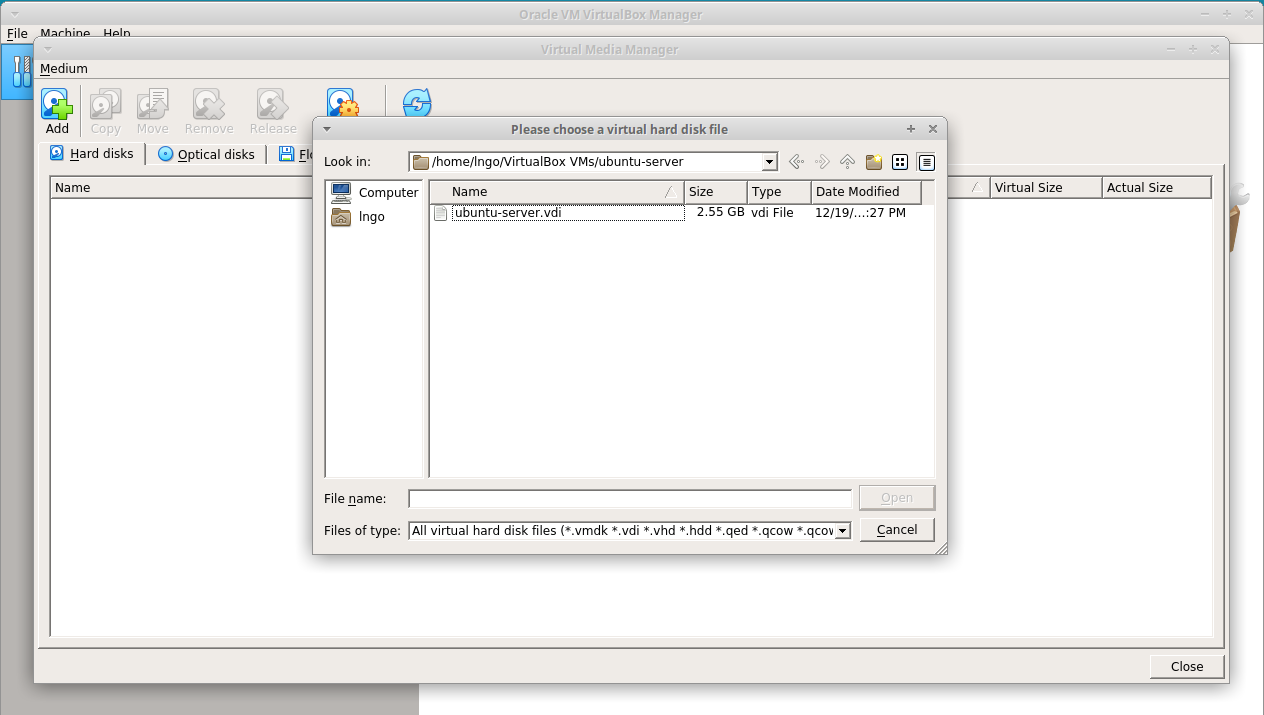 Oracle VM VirtualBox Manager
File Machine Help
Virtual Media Manager
Medium
Add Copy Move Remove Release
Hard disks Optical disks
Name Virtual Size Actual Size
Please choose a virtual hard disk file
Look in: /home/lngo/VirtualBox VMs/ubuntu-server
Computer
lngo
Name Size Type Date Modified
ubuntu-server.vdi 2.55 GB vdi File 12/19/...:27 PM
File name: Open
Files of type: All virtual hard disk files (*.vmdk *.vdi *.vhd *.hdd *.qed *.qcow *.qcow Cancel
Close